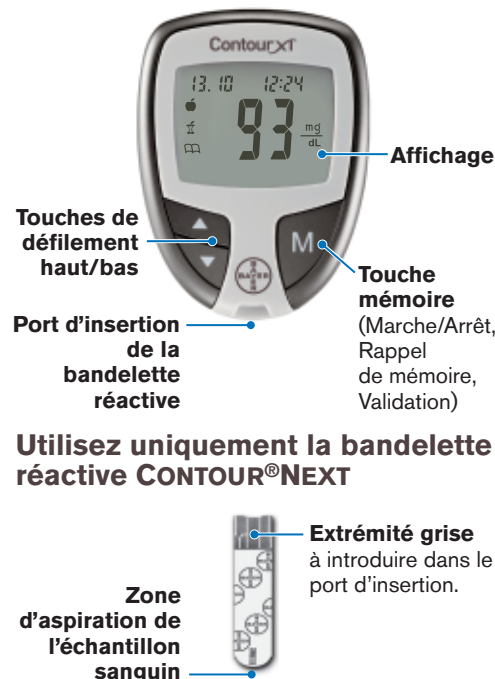 Contour XT
13.10 12:24
93 mg/dL
Affichage
Touches de
défilement
haut/bas
M
BAYER
Touche
mémoire
(Marche/Arrêt,
Rappel
de mémoire,
Validation)
Port d’insertion
de la
bandelette
réactive
Utilisez uniquement la bandelette
réactive CONTOUR®NEXT
Extrémité grise
à introduire dans le
port d’insertion.
Zone
d’aspiration de
l’échantillon
sanguin